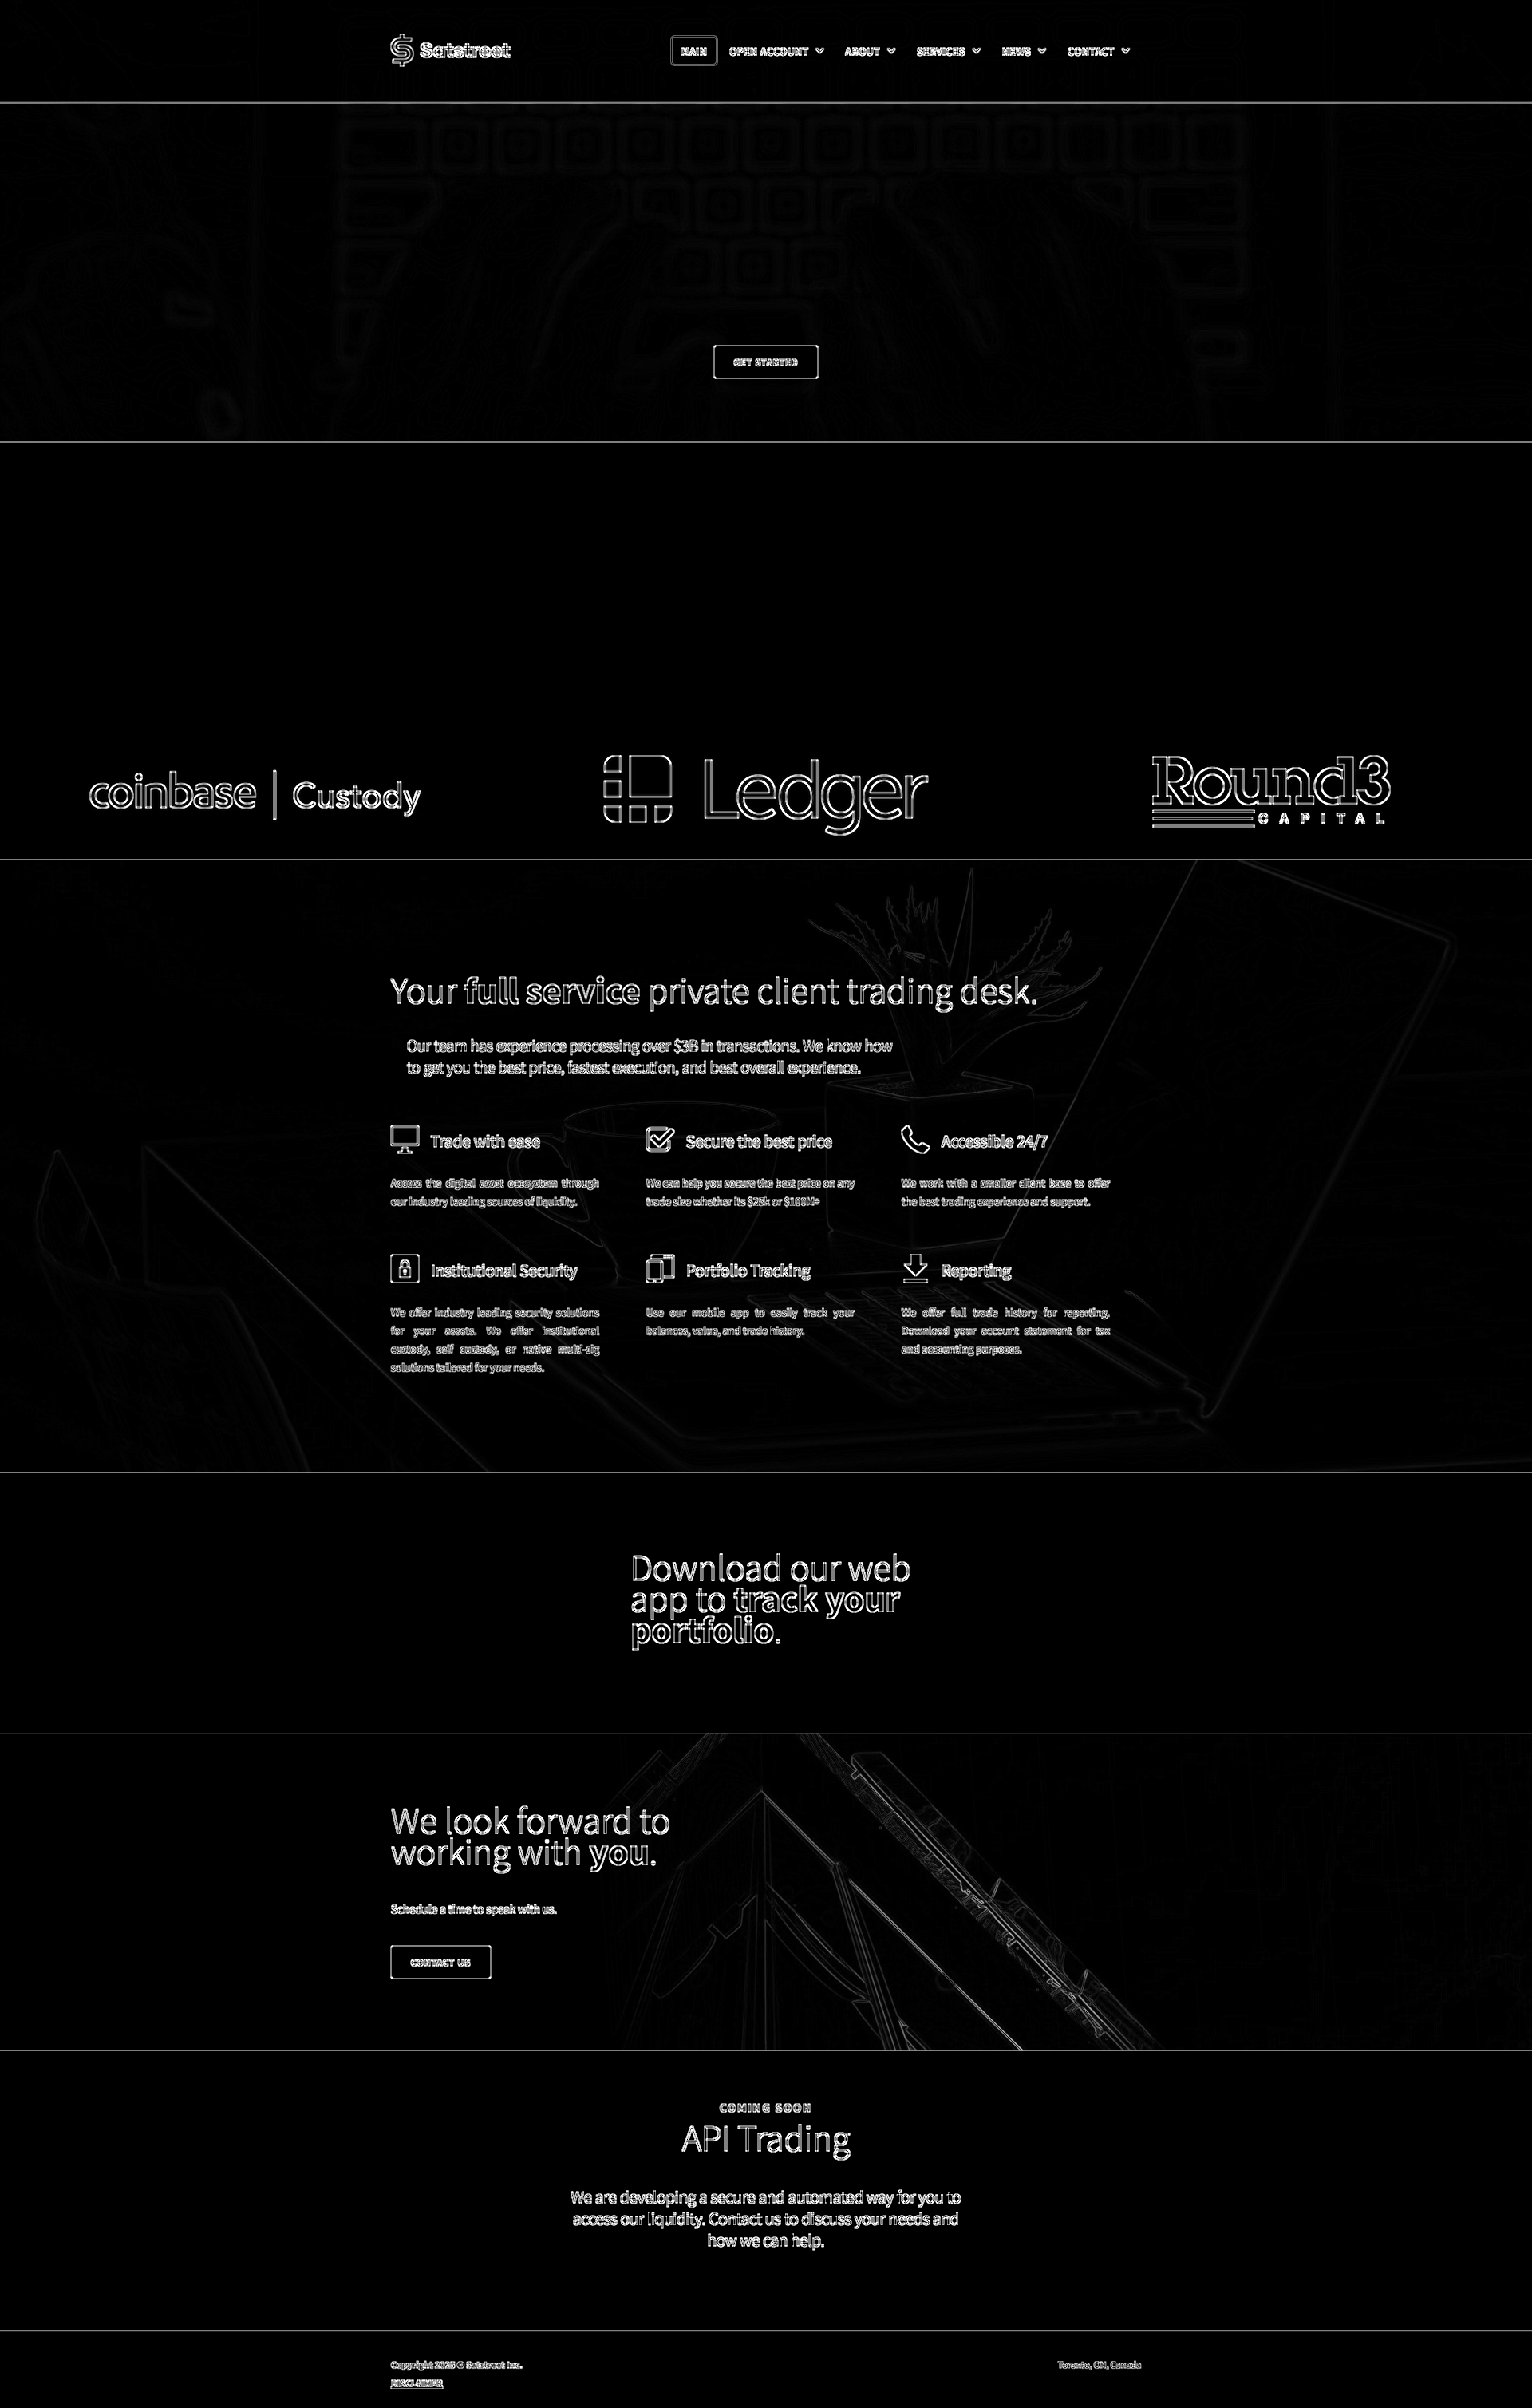 Satstreet
MAIN OPEN ACCOUNT ABOUT SERVICES NEWS CONTACT
GET STARTED
coinbase | Custody
Ledger
Round13
CAPITAL
Your full service private client trading desk.
Our team has experience processing over $3B in transactions. We know how
to get you the best price, fastest execution, and best overall experience.
Trade with ease
Access the digital asset ecosystem through
our industry leading sources of liquidity.
Secure the best price
We can help you secure the best price on any
trade size whether its $25k or $100M+
Accessible 24/7
We work with a smaller client base to offer
the best trading experience and support.
Institutional Security
We offer industry leading security solutions
for your assets. We offer institutional
custody, self custody, or native multi-sig
solutions tailored for your needs.
Portfolio Tracking
Use our mobile app to easily track your
balances, value, and trade history.
Reporting
We offer full trade history for reporting.
Download your account statement for tax
and accounting purposes.
Download our web
app to track your
portfolio.
We look forward to
working with you.
Schedule a time to speak with us.
CONTACT US
COMING SOON
API Trading
We are developing a secure and automated way for you to
access our liquidity. Contact us to discuss your needs and
how we can help.
Copyright © Satstreet Inc.
Toronto, ON, Canada
DISCLAIMER